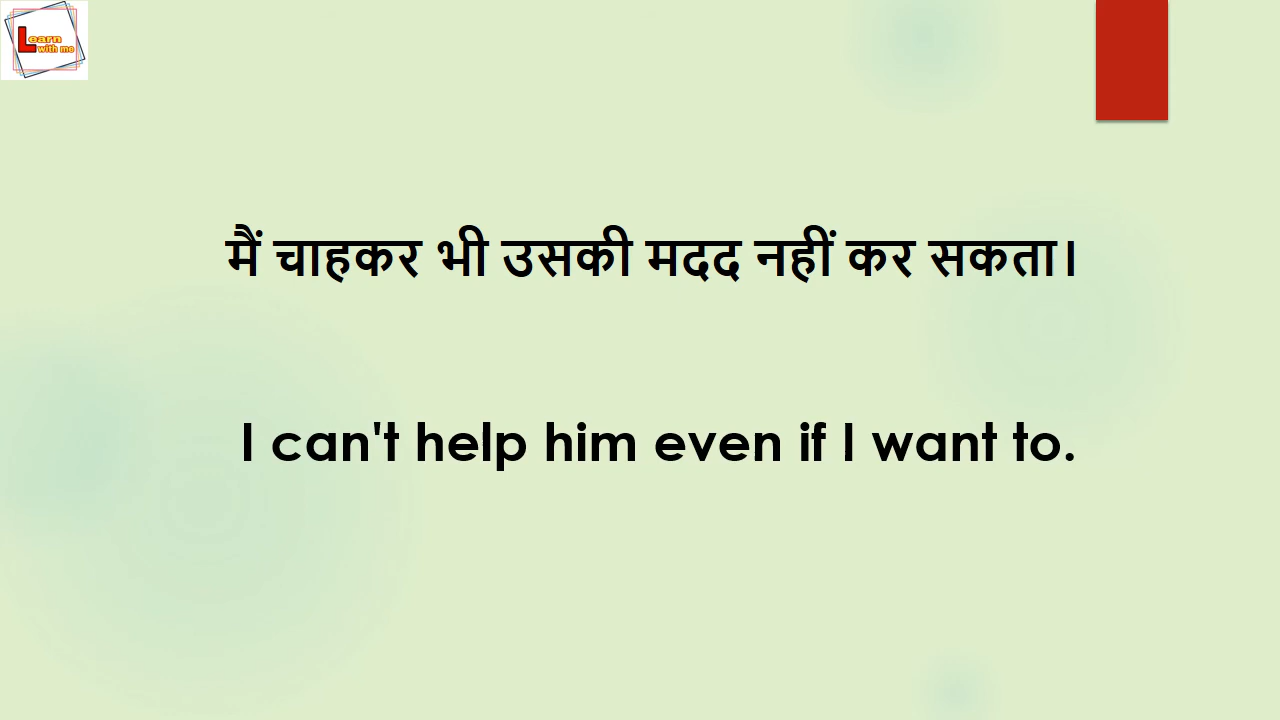 Learn
with me
मैं चाहकर भी उसकी मदद नहीं कर सकता।
I can't help him even if I want to.